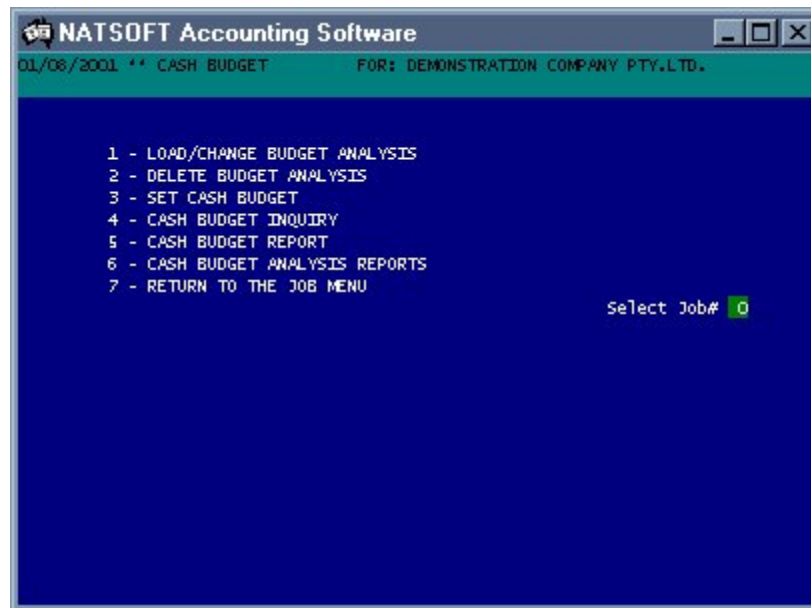 NATSOFT Accounting Software
01/08/2001 ** CASH BUDGET FOR: DEMONSTRATION COMPANY PTY.LTD.
1 - LOAD/CHANGE BUDGET ANALYSIS
2 - DELETE BUDGET ANALYSIS
3 - SET CASH BUDGET
4 - CASH BUDGET INQUIRY
5 - CASH BUDGET REPORT
6 - CASH BUDGET ANALYSIS REPORTS
7 - RETURN TO THE JOB MENU
Select Job# 0